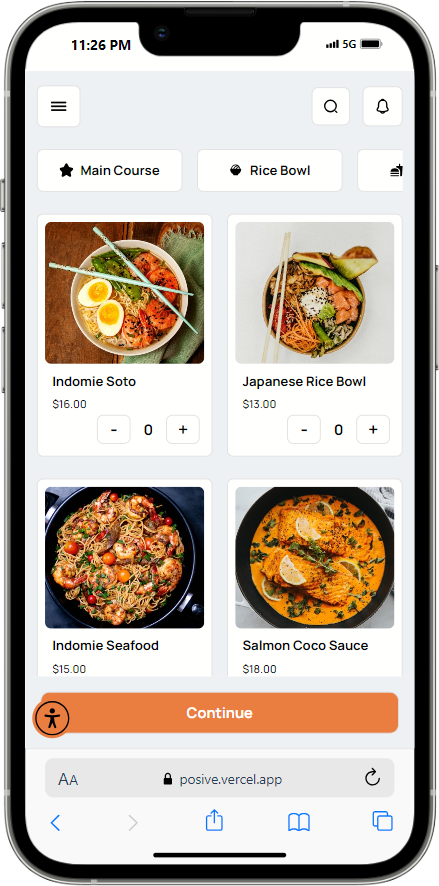 11:26 PM 5G
Main Course Rice Bowl
Indomie Soto Japanese Rice Bowl
$16.00 $13.00
- 0 + - 0 +
Indomie Seafood Salmon Coco Sauce
$15.00 $18.00
Continue
AA posive.vercel.app